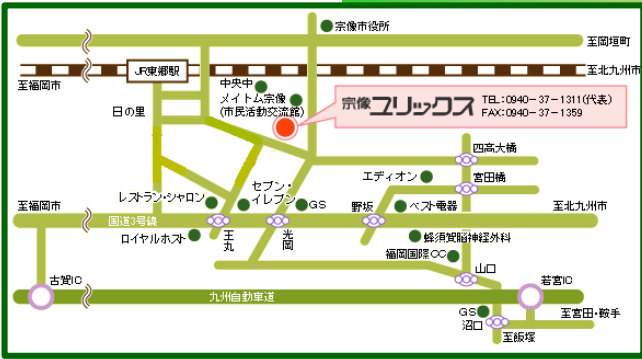 宗像市役所
至岡垣町
JR東郷駅
至福岡市
至北九州市
中央中
メイトム宗像
(市民活動交流館)
宗像ユリックス
TEL:0940-37-1311(代表)
FAX:0940-37-1359
日の里
四高大橋
エディオン
宮田橋
セブン・
イレブン
レストラン・シャロン
GS
野坂
ベスト電器
至福岡市
国道3号線
至北九州市
ロイヤルホスト
王丸
光岡
蜂須賀脳神経外科
福岡国際CC
山口
古賀IC
若宮IC
九州自動車道
GS
沼口
至宮田・鞍手
至飯塚